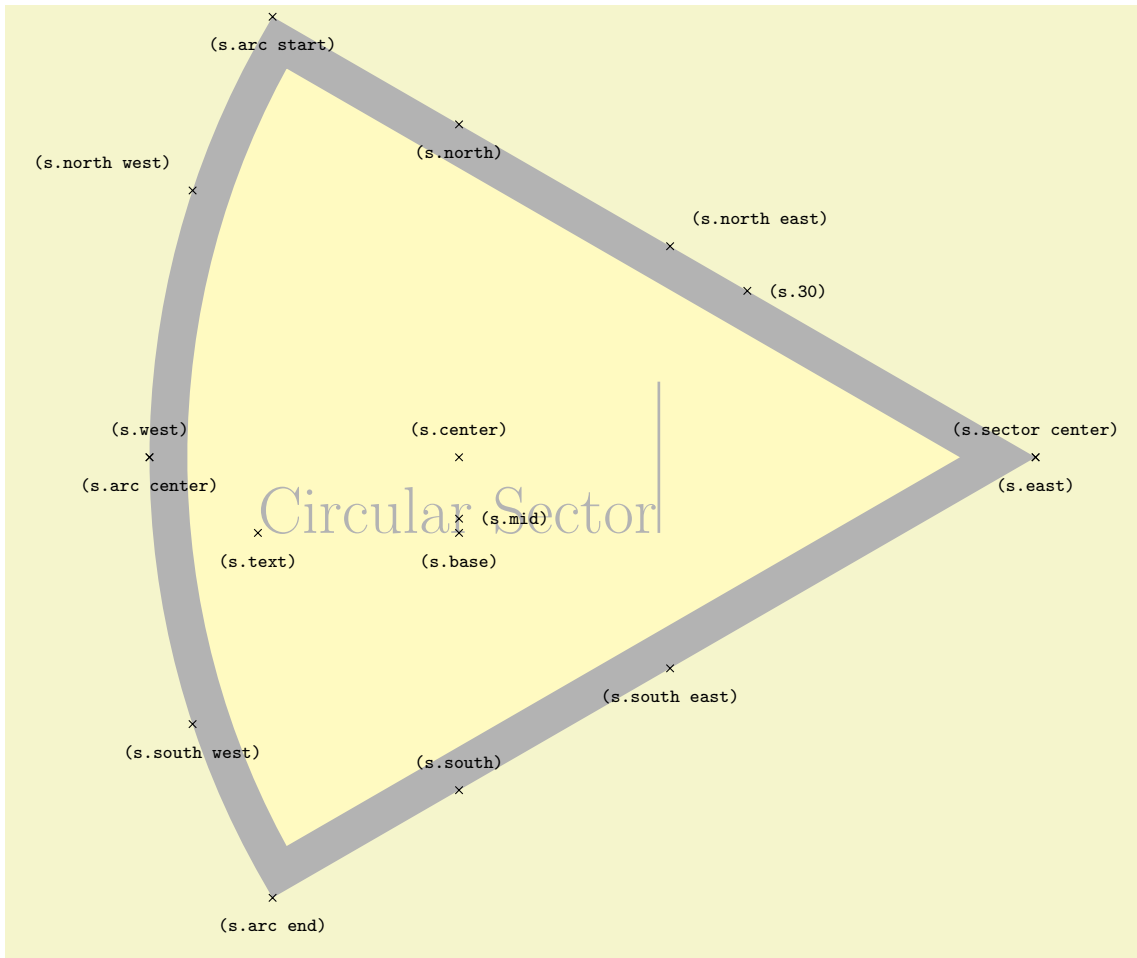 (s.arc start)
(s.north)
(s.north west)
(s.north east)
(s.30)
(s.west)
(s.center)
(s.sector center)
(s.arc center)
(s.east)
Circular Sector
(s.mid)
(s.text)
(s.base)
(s.south east)
(s.south west)
(s.south)
(s.arc end)